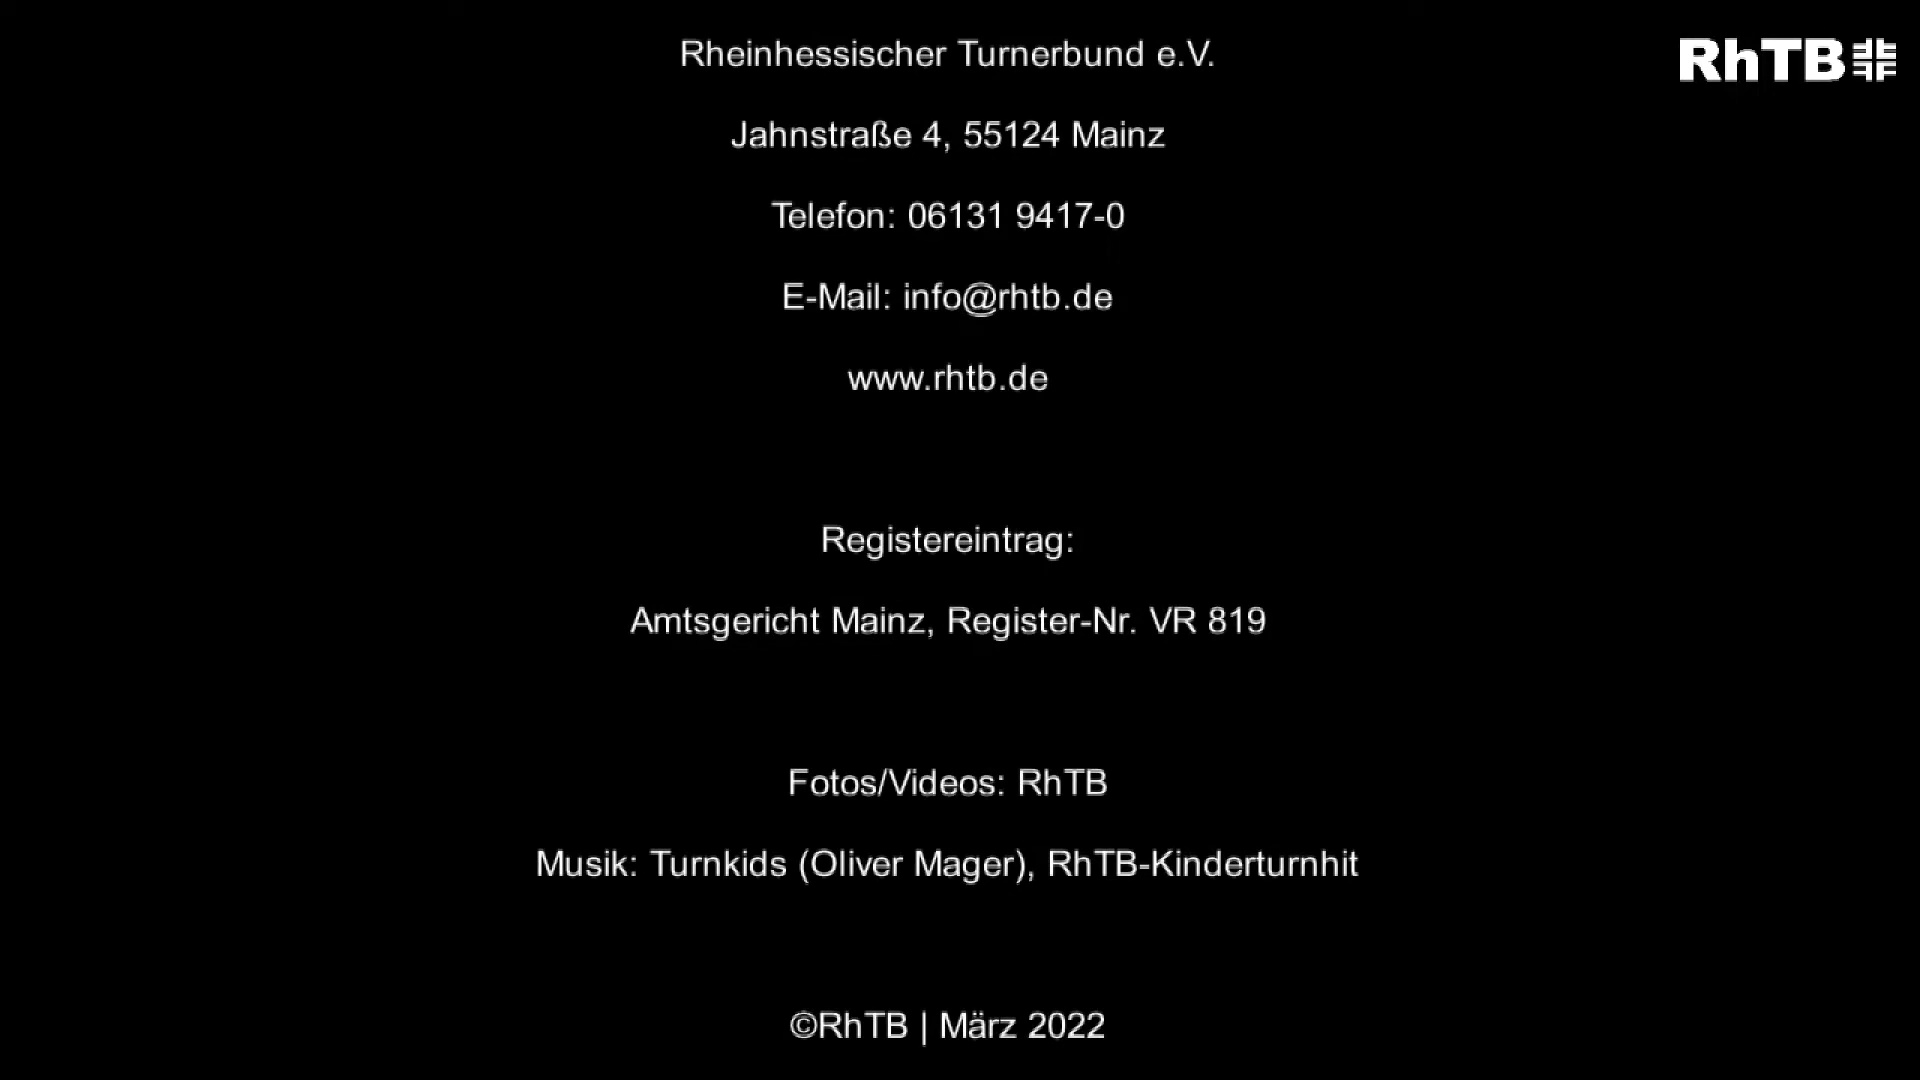 Rheinhessischer Turnerbund e.V.
RhTB
Jahnstraße 4, 55124 Mainz
Telefon: 06131 9417-0
E-Mail: info@rhtb.de
www.rhtb.de
Registereintrag:
Amtsgericht Mainz, Register-Nr. VR 819
Fotos/Videos: RhTB
Musik: Turnkids (Oliver Mager), RhTB-Kinderturnhit
©RhTB | März 2022